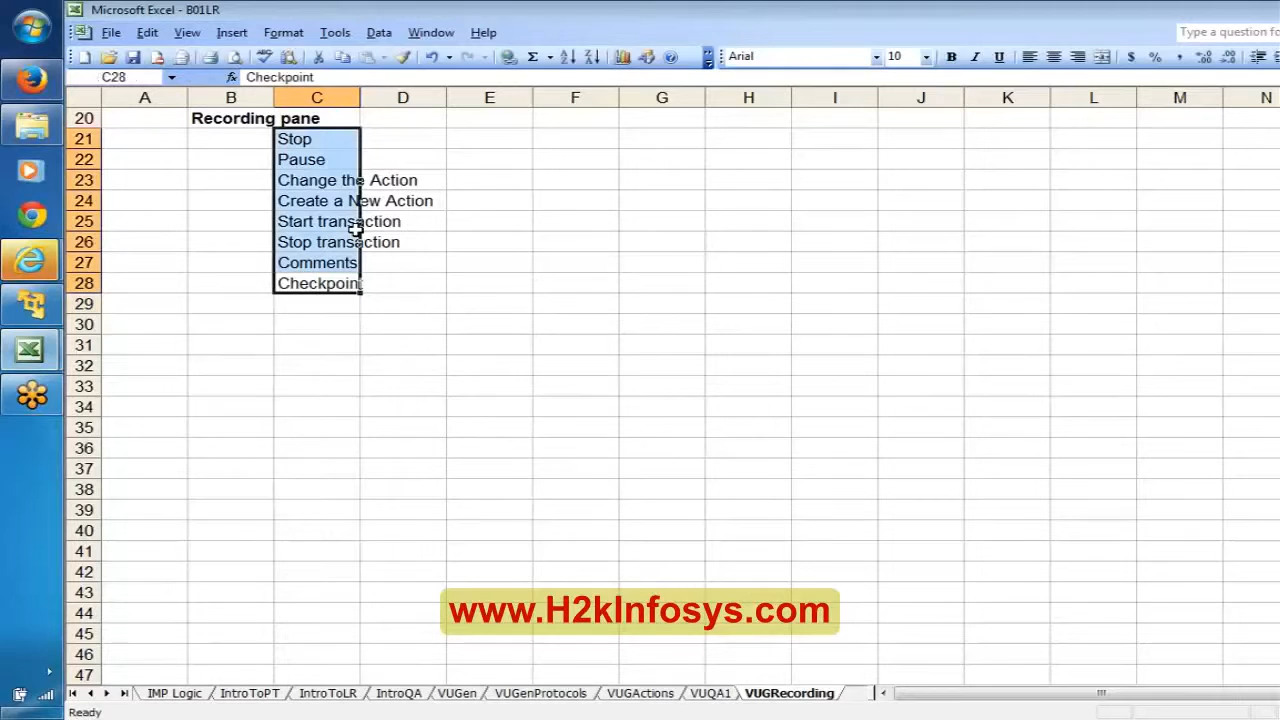 Microsoft Excel - B01LR
File Edit View Insert Format Tools Data Window Help
Type a question fo
Arial 10 B I U $ % ,
C28 fx Checkpoint
A B C D E F G H I J K L M N
20 Recording pane
21 Stop
22 Pause
23 Change the Action
24 Create a New Action
25 Start transaction
26 Stop transaction
27 Comments
28 Checkpoint
29
30
31
32
33
34
35
36
37
38
39
40
41
42
43
www.H2kInfosys.com
44
45
46
47
IMP Logic IntroToPT IntroToLR IntroQA VUGen VUGenProtocols VUGActions VUQA1 VUGRecording
Ready